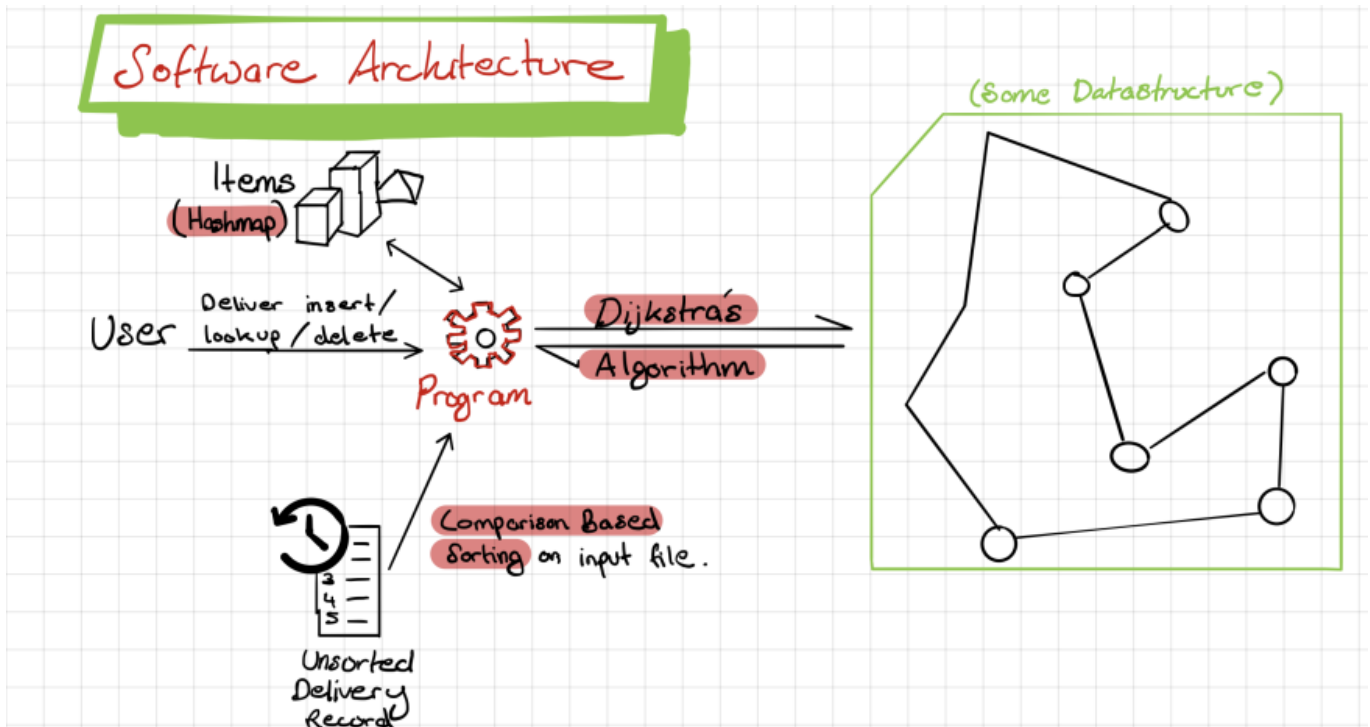 Software Architecture
(Some Datastructure)
Items
(Hashmap)
User
Deliver insert/
lookup/delete
Program
Dijkstra's
Algorithm
Comparison Based
Sorting on input file.
3
4
5
Unsorted
Delivery
Record